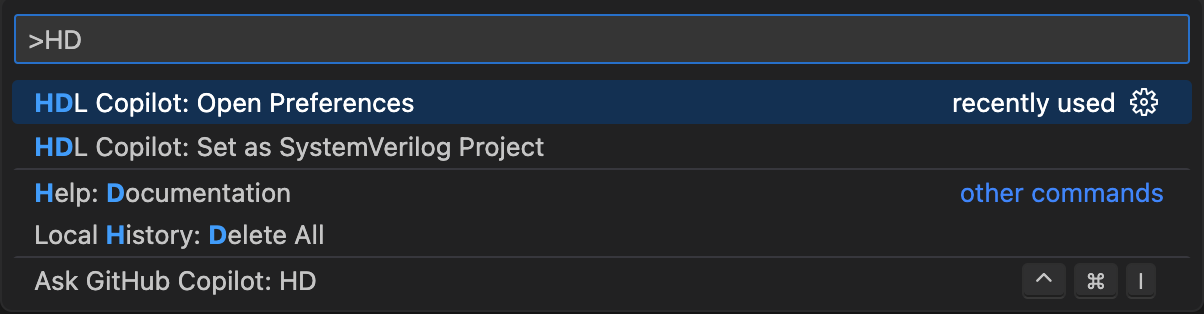 >HD
HDL Copilot: Open Preferences recently used
HDL Copilot: Set as SystemVerilog Project
Help: Documentation other commands
Local History: Delete All
Ask GitHub Copilot: HD ^ ⌘ I